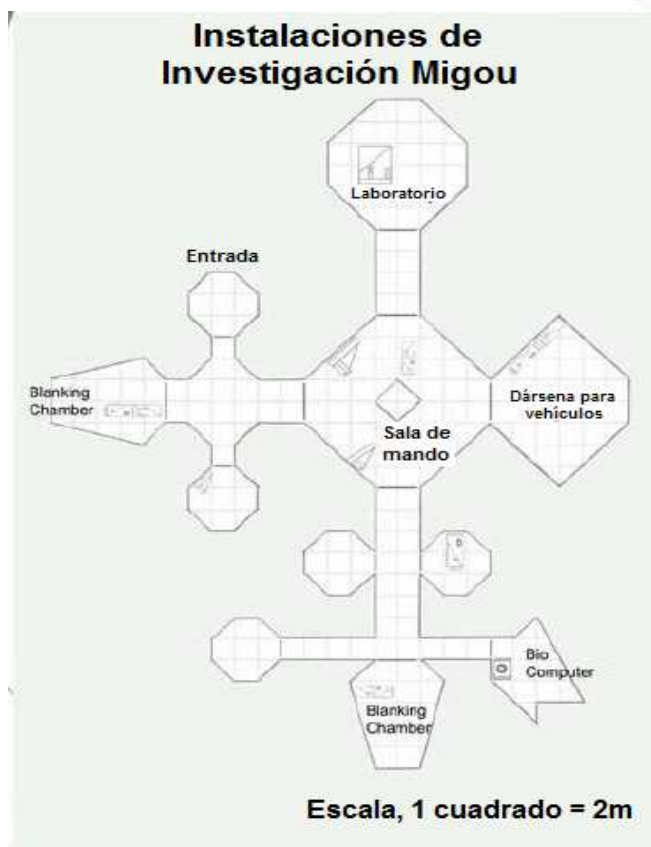 Instalaciones de
Investigación Migou
Laboratorio
Entrada
Blanking
Chamber
Dársena para
vehículos
Sala de
mando
Bio
Computer
Blanking
Chamber
Escala, 1 cuadrado = 2m